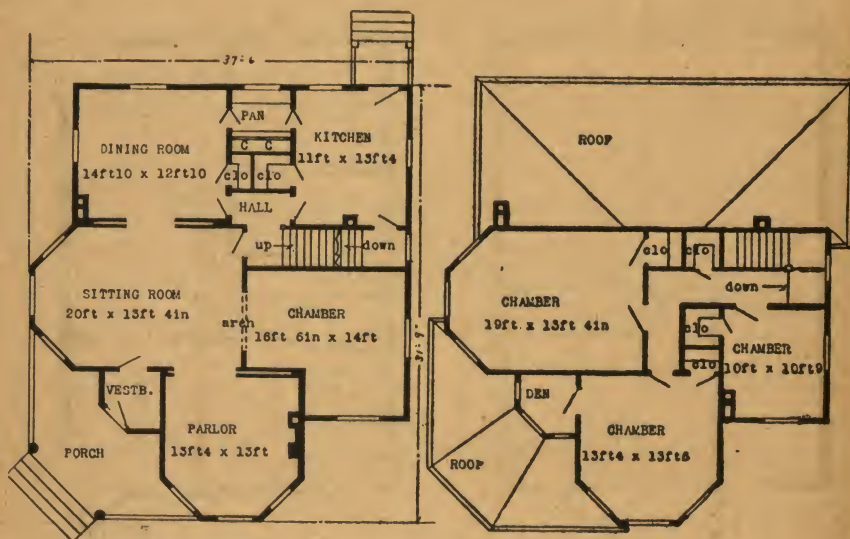 37:6
PAN
DINING ROOM
14ft10 x 12ft10
KITCHEN
11ft x 13ft4
C C
clo clo
HALL
up
down
SITTING ROOM
20ft x 13ft 4in
arch
CHAMBER
16ft 6in x 14ft
VESTB.
PARLOR
13ft4 x 13ft
PORCH
ROOF
clo clo
down
CHAMBER
19ft x 13ft 4in
clo
clo
CHAMBER
10ft x 10ft9
DEN
CHAMBER
13ft4 x 13ft6
ROOF